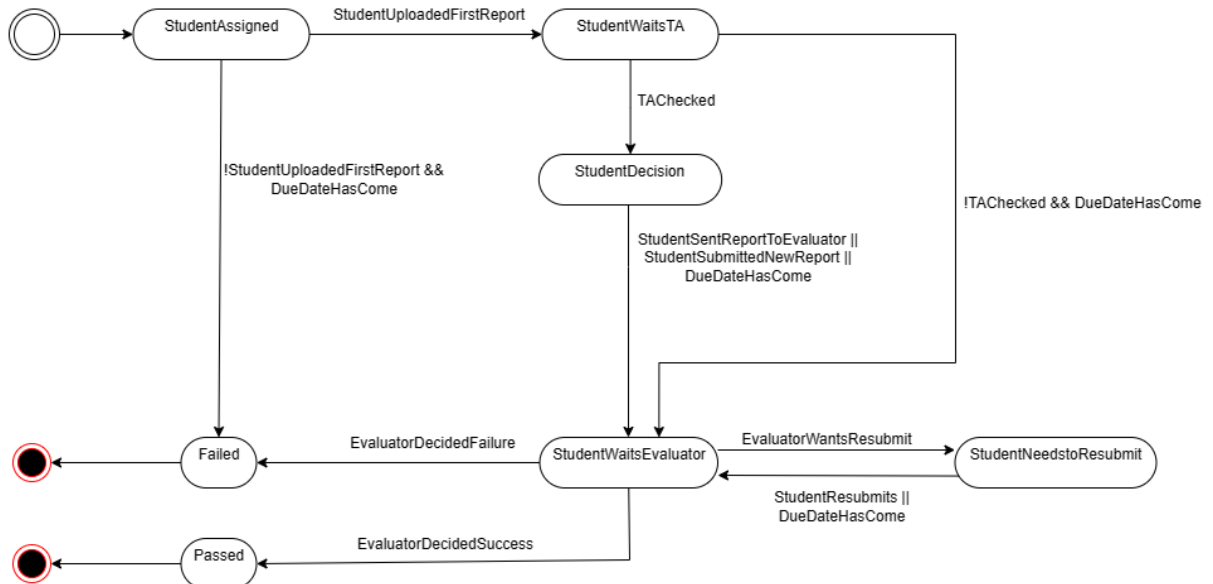 StudentUploadedFirstReport
StudentAssigned
StudentWaitsTA
TAChecked
!StudentUploadedFirstReport &&
DueDateHasCome
StudentDecision
!TAChecked && DueDateHasCome
StudentSentReportToEvaluator ||
StudentSubmittedNewReport ||
DueDateHasCome
EvaluatorDecidedFailure
EvaluatorWantsResubmit
Failed
StudentWaitsEvaluator
StudentNeedstoResubmit
StudentResubmits ||
DueDateHasCome
EvaluatorDecidedSuccess
Passed